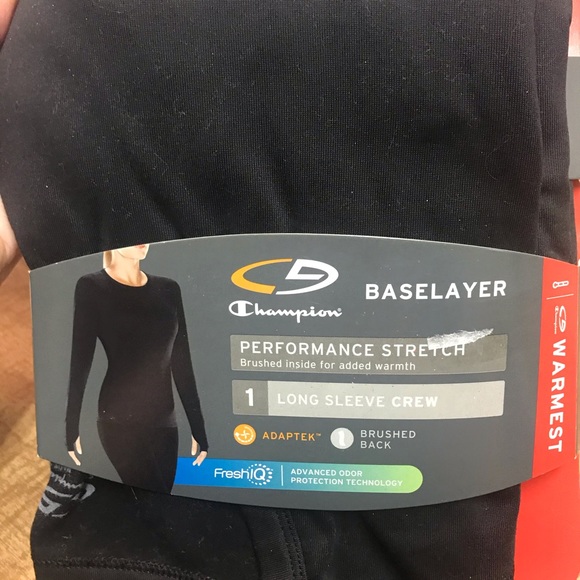 Champion BASELAYER
PERFORMANCE STRETCH
Brushed inside for added warmth
1 LONG SLEEVE CREW
ADAPTEK™ BRUSHED
BACK
FreshIQ ADVANCED ODOR
PROTECTION TECHNOLOGY
Champion
WARMEST